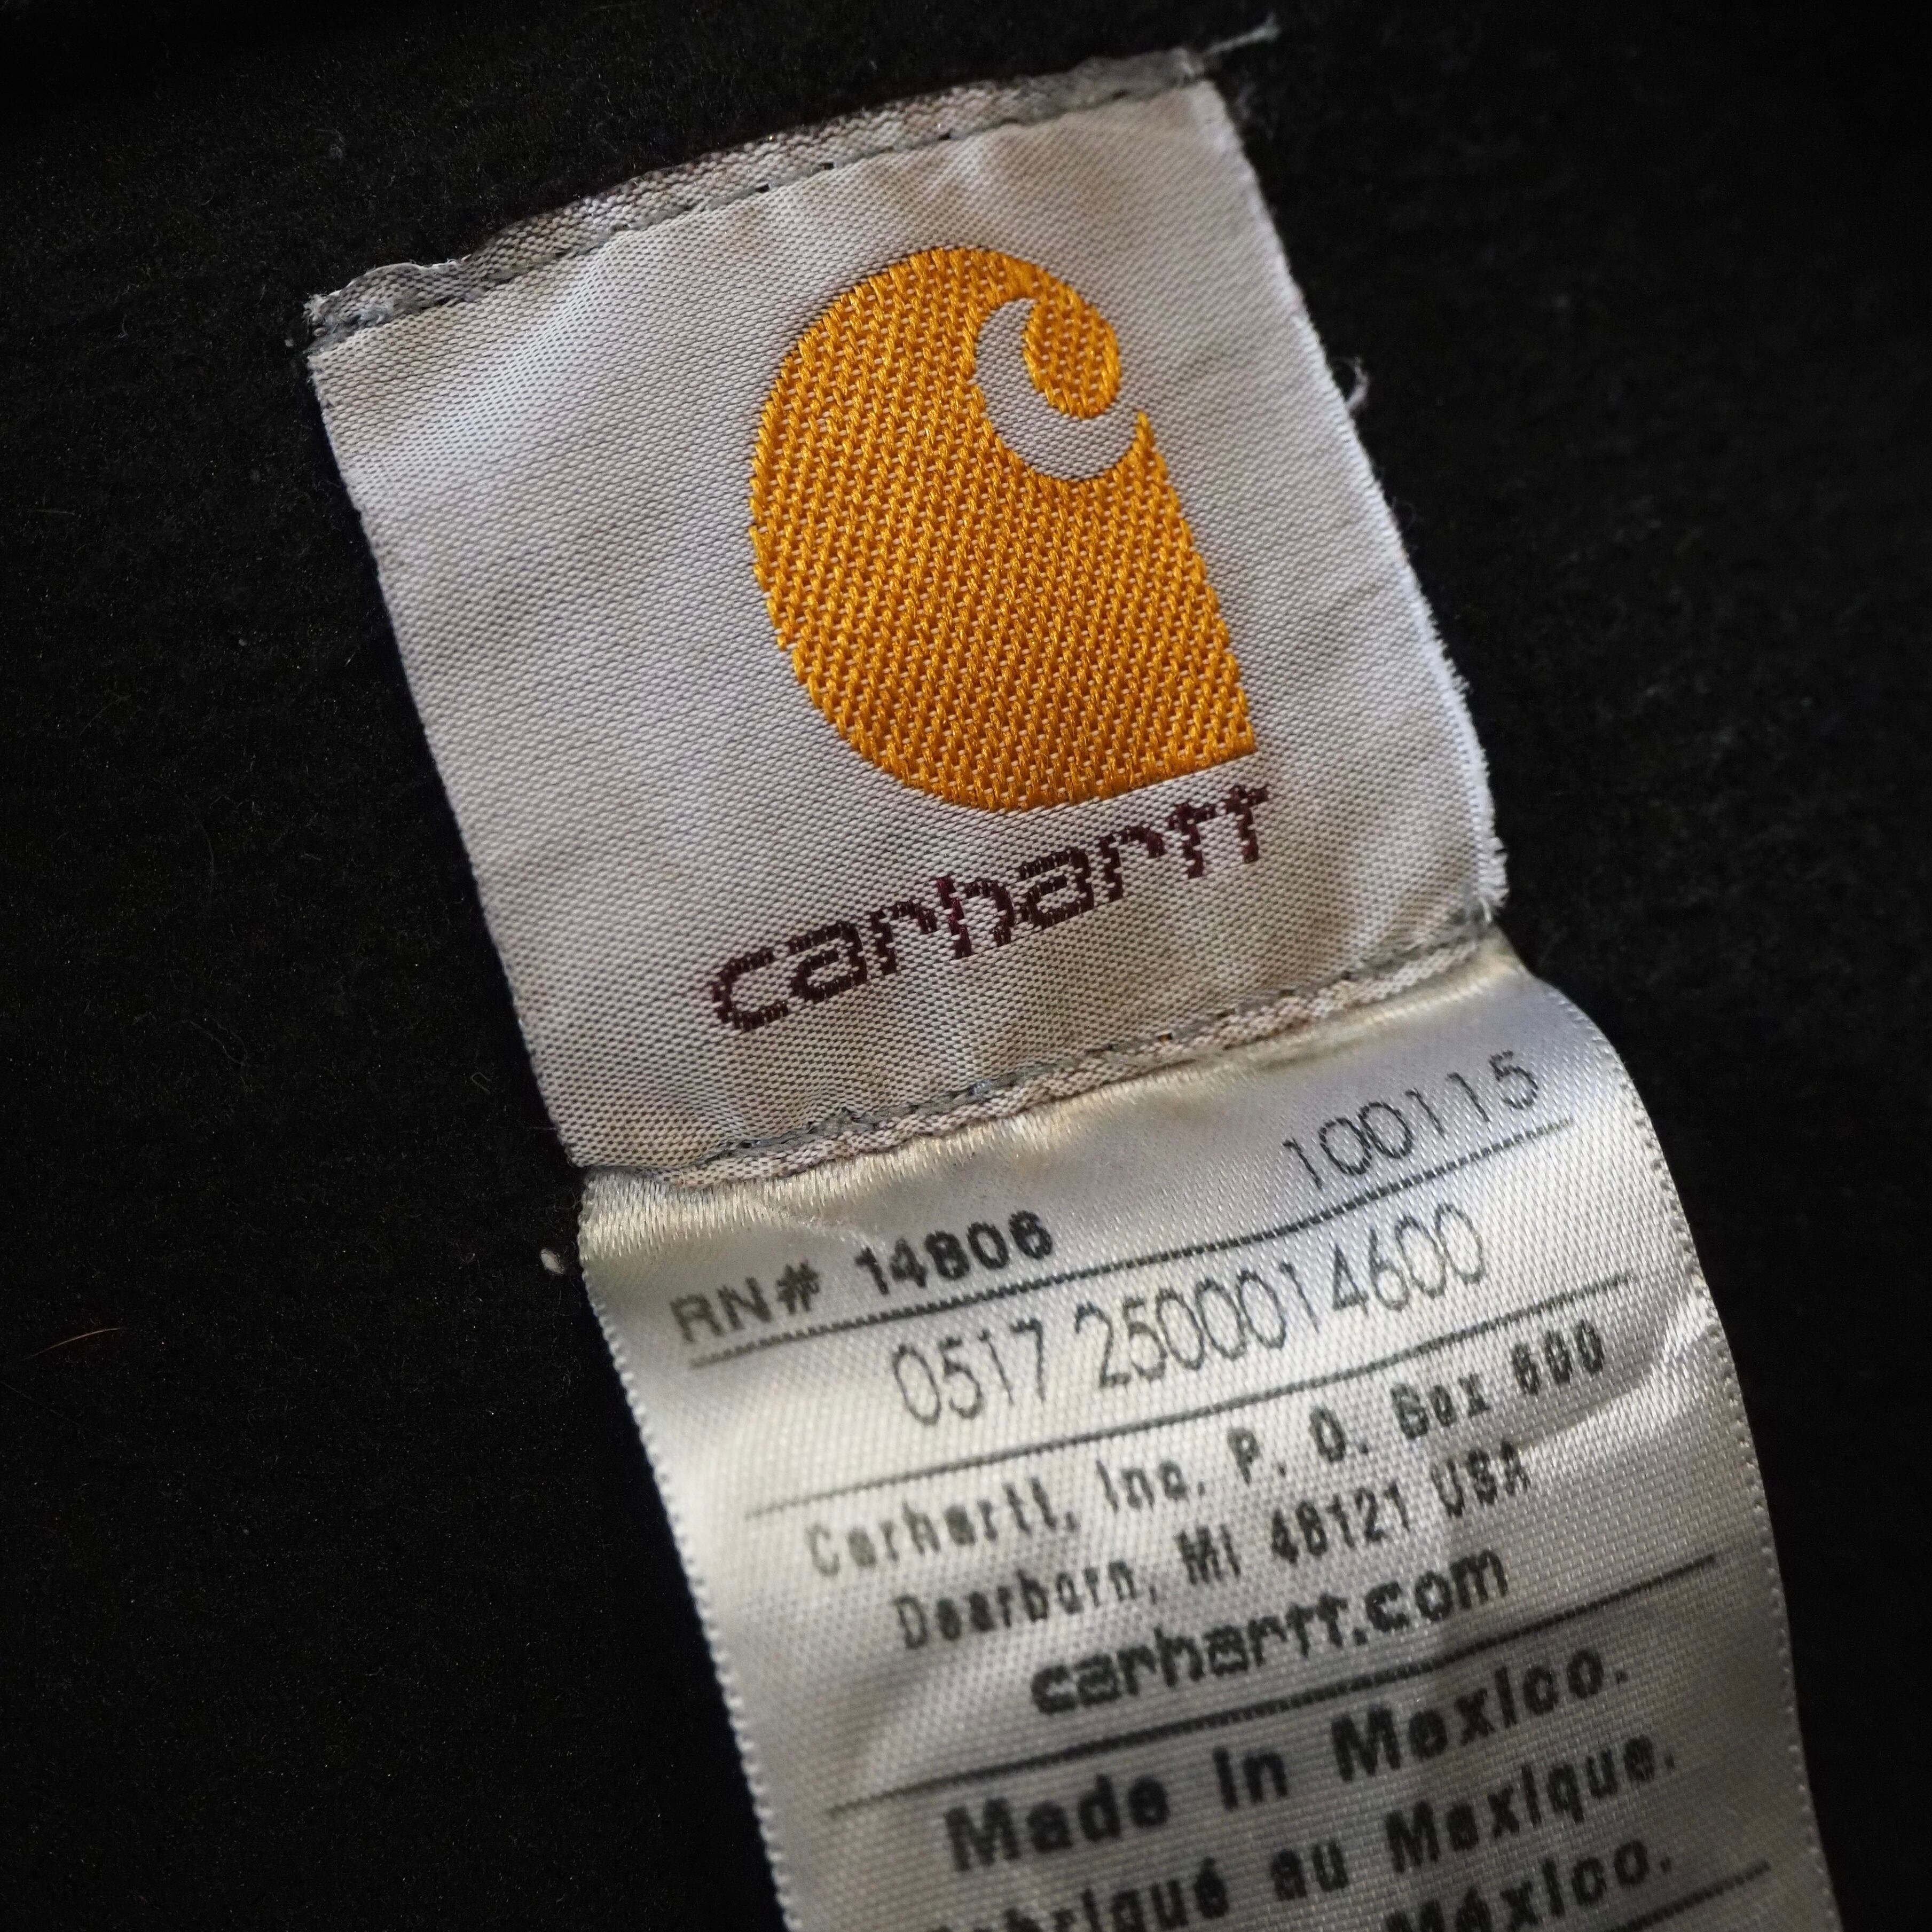 carhartt
RN# 14806 100115
0517 2500014600
Carhartt, Inc. P. O. Box 600
Dearborn, MI 48121 USA
carhartt.com
Made in Mexico.
Fabriqué au Mexique.
México.